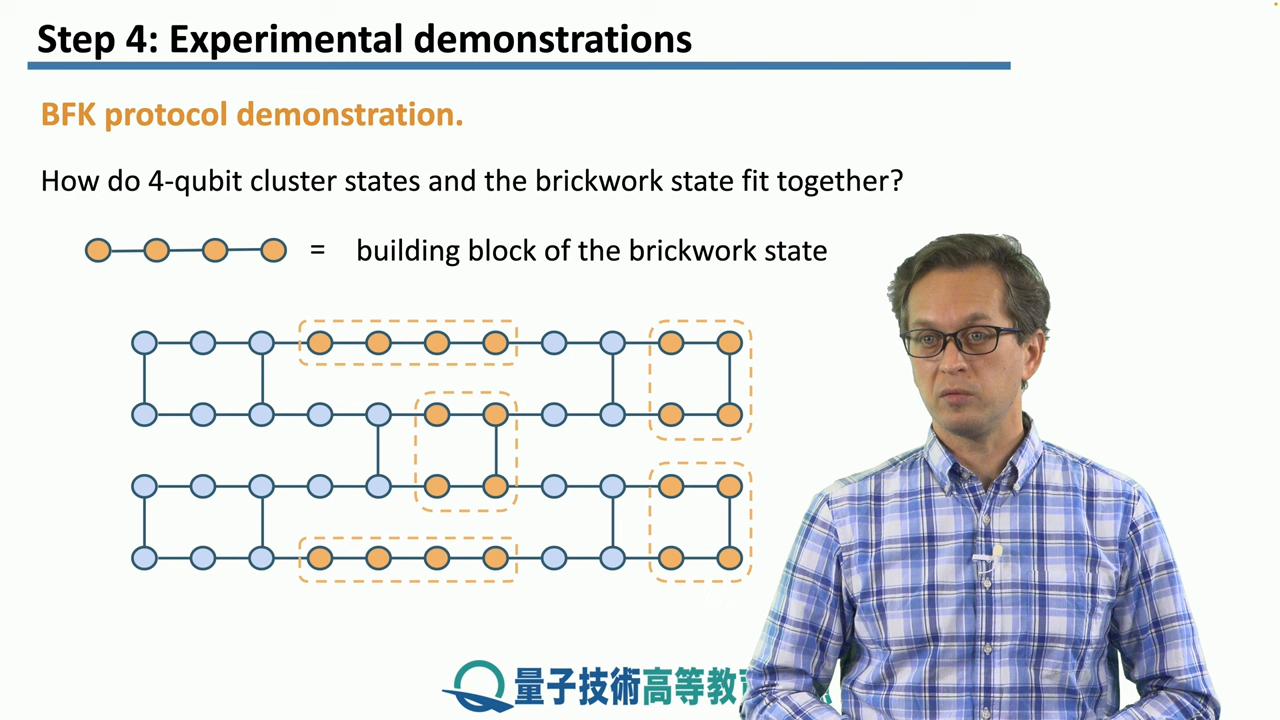 Step 4: Experimental demonstrations
BFK protocol demonstration.
How do 4-qubit cluster states and the brickwork state fit together?
= building block of the brickwork state
量子技術高等教